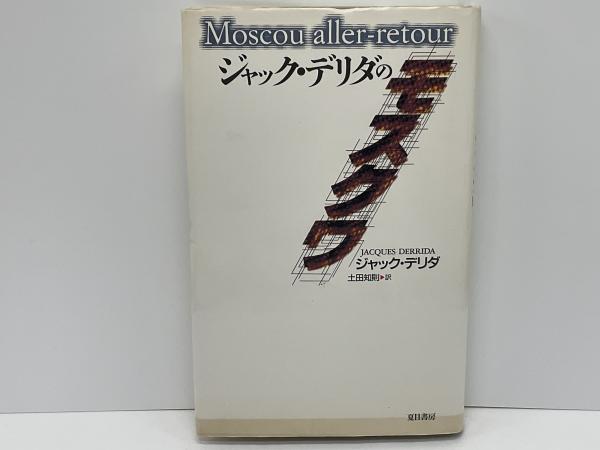 Moscou aller-retour
ジャック・デリダの
モスクワ
JACQUES DERRIDA
ジャック・デリダ
土田知則▶訳
夏目書房